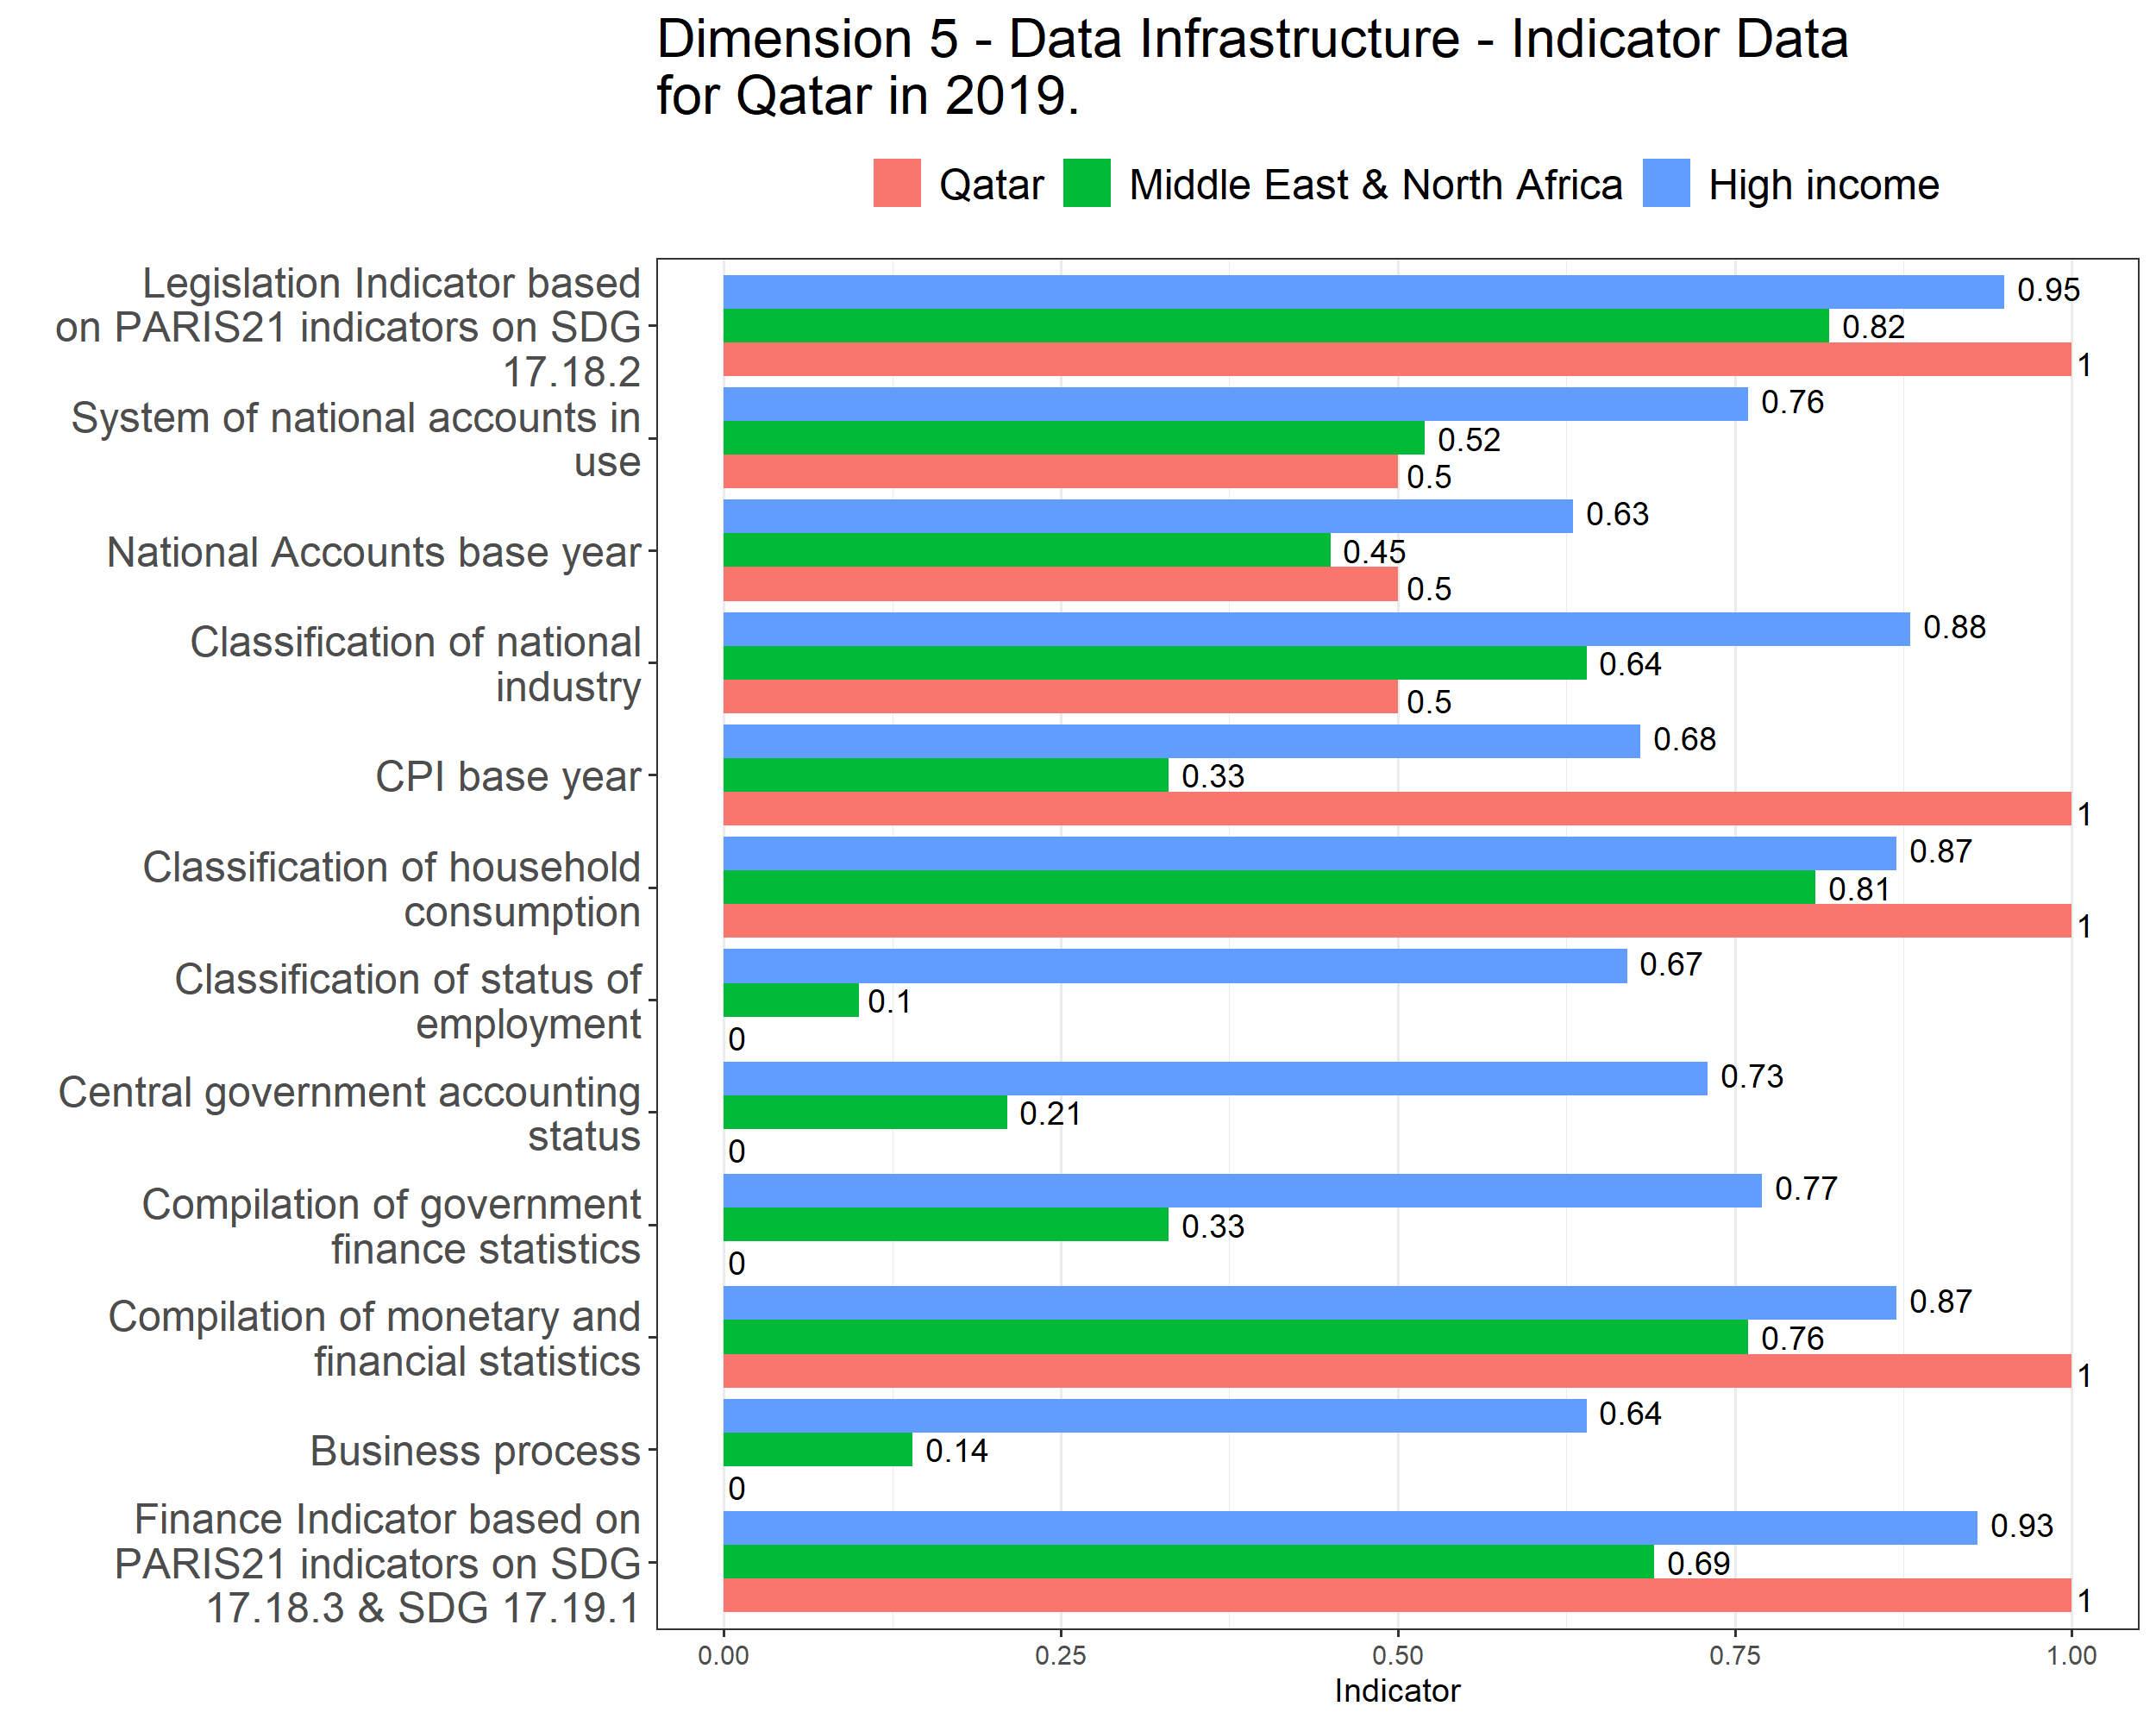 Dimension 5 - Data Infrastructure - Indicator Data
for Qatar in 2019.
Qatar Middle East & North Africa High income
Legislation Indicator based
on PARIS21 indicators on SDG
17.18.2
0.95
0.82
1
System of national accounts in
use
0.76
0.52
0.5
National Accounts base year
0.63
0.45
0.5
Classification of national
industry
0.88
0.64
0.5
CPI base year
0.68
0.33
1
Classification of household
consumption
0.87
0.81
1
Classification of status of
employment
0.67
0.1
0
Central government accounting
status
0.73
0.21
0
Compilation of government
finance statistics
0.77
0.33
0
Compilation of monetary and
financial statistics
0.87
0.76
1
Business process
0.64
0.14
0
Finance Indicator based on
PARIS21 indicators on SDG
17.18.3 & SDG 17.19.1
0.93
0.69
1
0.00 0.25 0.50 0.75 1.00
Indicator